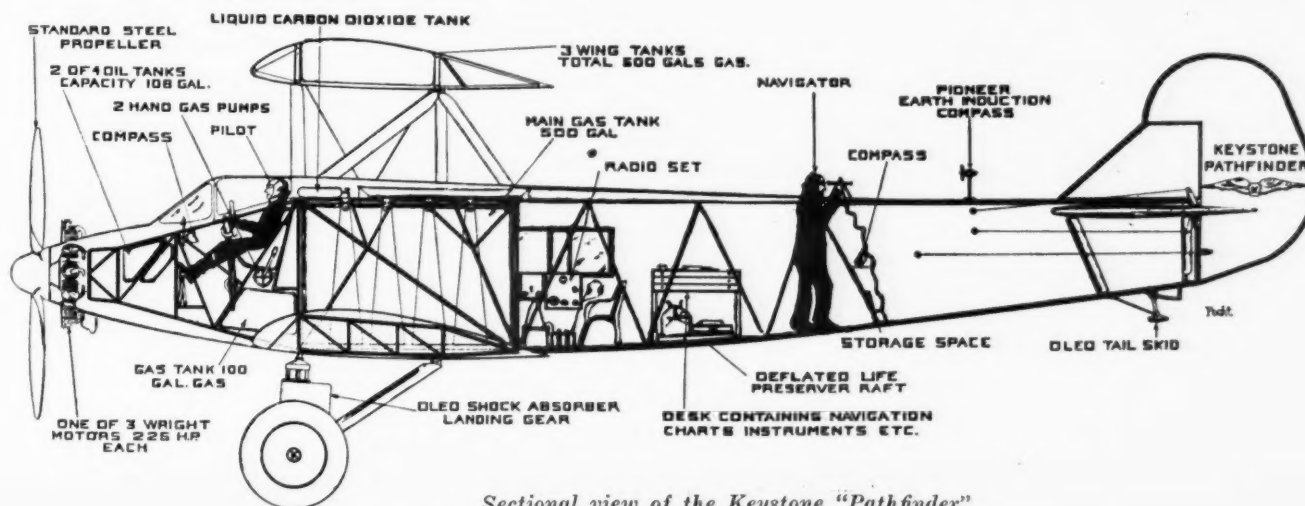 LIQUID CARBON DIOXIDE TANK
STANDARD STEEL
PROPELLER
2 OF 4 OIL TANKS
CAPACITY 108 GAL.
2 HAND GAS PUMPS
COMPASS
PILOT
3 WING TANKS
TOTAL 500 GALS GAS.
MAIN GAS TANK
500 GAL
RADIO SET
NAVIGATOR
COMPASS
PIONEER
EARTH INDUCTION
COMPASS
KEYSTONE
PATHFINDER
GAS TANK 100
GAL. GAS
ONE OF 3 WRIGHT
MOTORS 225 H.P.
EACH
OLEO SHOCK ABSORBER
LANDING GEAR
DEFLATED LIFE
PRESERVER RAFT
DESK CONTAINING NAVIGATION
CHARTS INSTRUMENTS ETC.
STORAGE SPACE
OLEO TAIL SKID
Sectional view of the Keystone "Pathfinder"